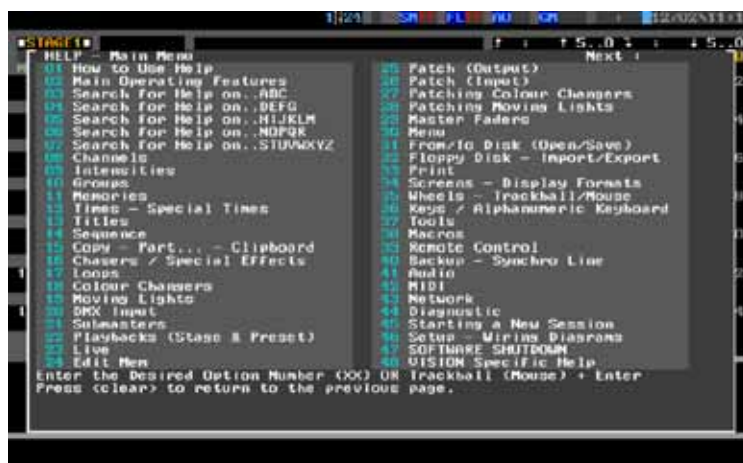 1 24 SM FL AU CM 12/02
STAGE1
HELP - Main Menu Next
01 How to Use Help
02 Main Operating Features
03 Search for Help on..ABC
04 Search for Help on..DEFG
05 Search for Help on..HIJKLM
06 Search for Help on..NOPQR
07 Search for Help on..STUVWXYZ
08 Channels
09 Intensities
10 Groups
11 Memories
12 Times - Special Times
13 Titles
14 Sequence
15 Copy - Part... - Clipboard
16 Chasers / Special Effects
17 Loops
18 Colour Changers
19 Moving Lights
20 DMX Input
21 Submasters
22 Playbacks (Stage & Preset)
23 Live
24 Edit Mem
25 Patch (Output)
26 Patch (Input)
27 Patching Colour Changers
28 Patching Moving Lights
29 Master Faders
30 Menu
31 From/to Disk (Open/Save)
32 Floppy Disk - Import/Export
33 Print
34 Screens - Display Formats
35 Wheels - Trackball/Mouse
36 Keys / Alphanumeric Keyboard
37 Tools
38 Macros
39 Remote Control
40 Backup - Synchro Line
41 Audio
42 MIDI
43 Network
44 Diagnostic
45 Starting a New Session
46 Setup - Wiring Diagrams
47 SOFTWARE SHUTDOWN
48 VISION Specific Help
Enter the Desired Option Number (XX) OR Trackball (Mouse) + Enter
Press <clear> to return to the previous page.